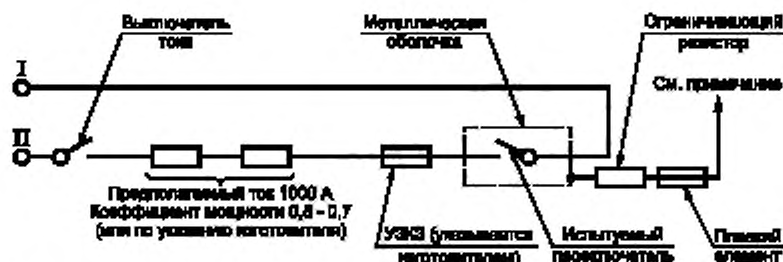 Выключатель
тока
Металлическая
оболочка
Ограничивающий
резистор
См. примечание
I
II
Предполагаемый ток 1000 А
Коэффициент мощности 0,6 - 0,7
(или по указанию изготовителя)
УЗКЗ (указывается
изготовителем)
Испытуемый
переключатель
Плавкий
элемент